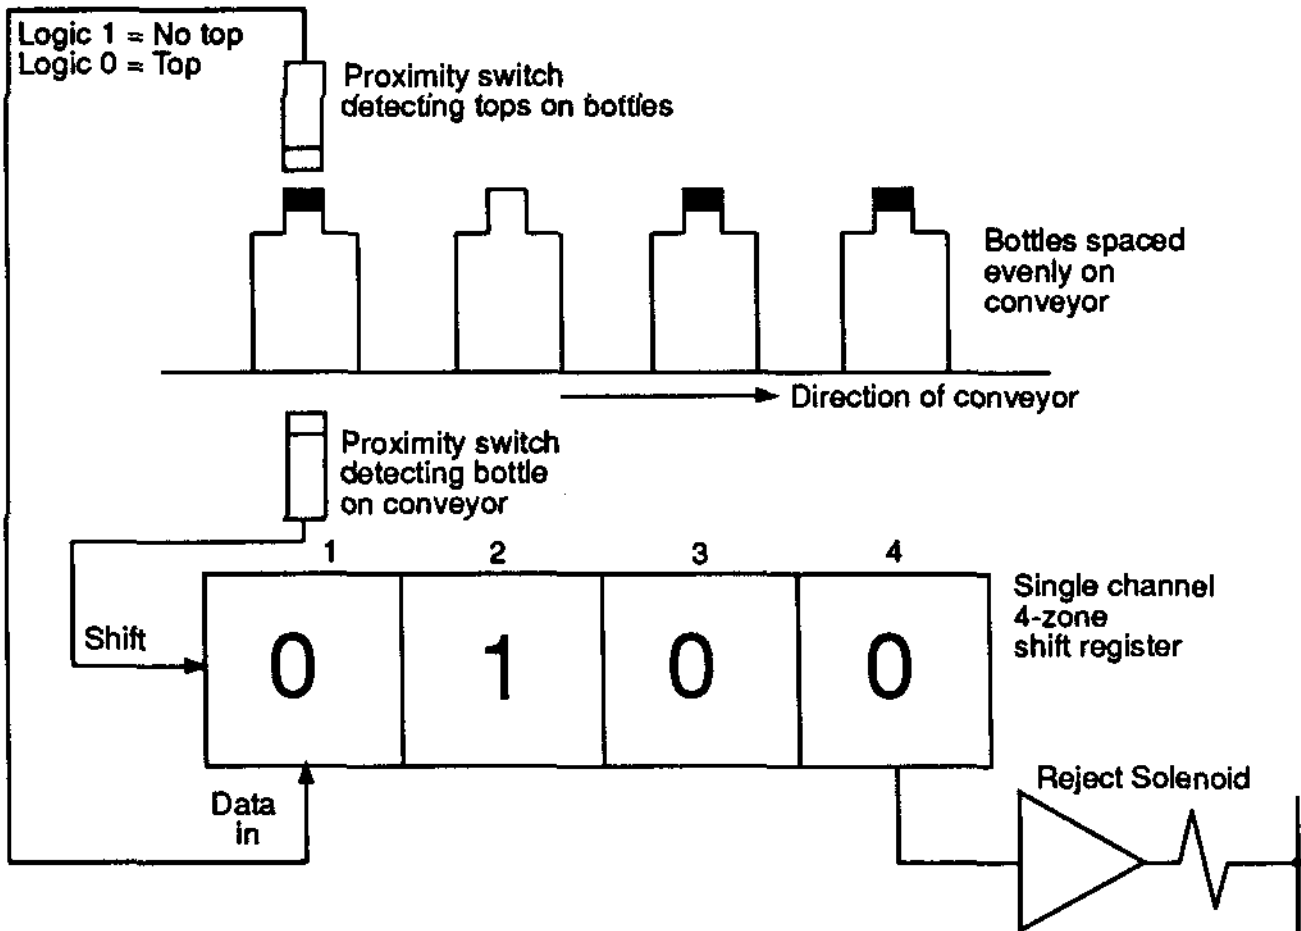 Logic 1 = No top
Logic 0 = Top
Proximity switch
detecting tops on bottles
Bottles spaced
evenly on
conveyor
Direction of conveyor
Proximity switch
detecting bottle
on conveyor
1 2 3 4
Single channel
4-zone
shift register
Shift
0 1 0 0
Data
in
Reject Solenoid